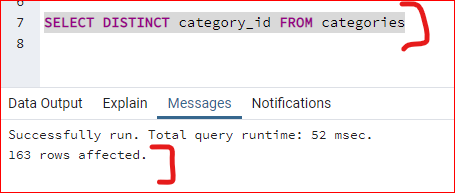 7 SELECT DISTINCT category_id FROM categories
8
Data Output Explain Messages Notifications
Successfully run. Total query runtime: 52 msec.
163 rows affected.